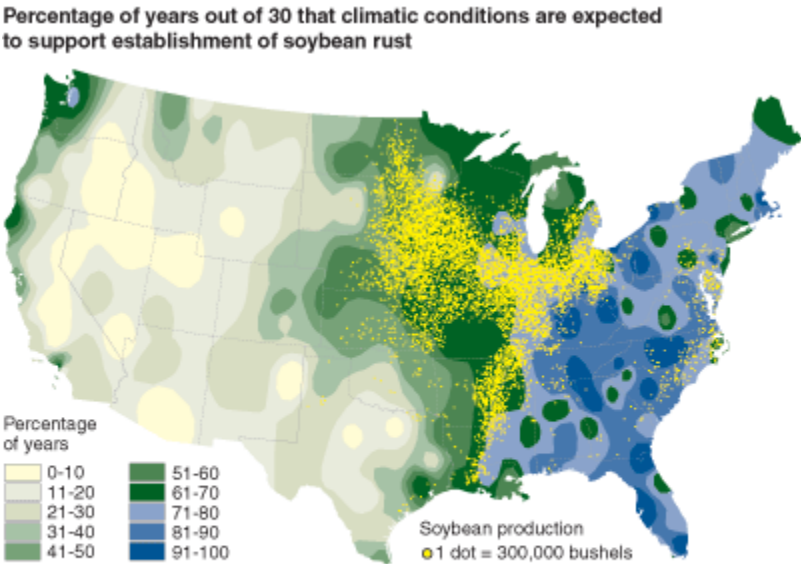 Percentage of years out of 30 that climatic conditions are expected
to support establishment of soybean rust
Percentage
of years
0-10
11-20
21-30
31-40
41-50
51-60
61-70
71-80
81-90
91-100
Soybean production
1 dot = 300,000 bushels